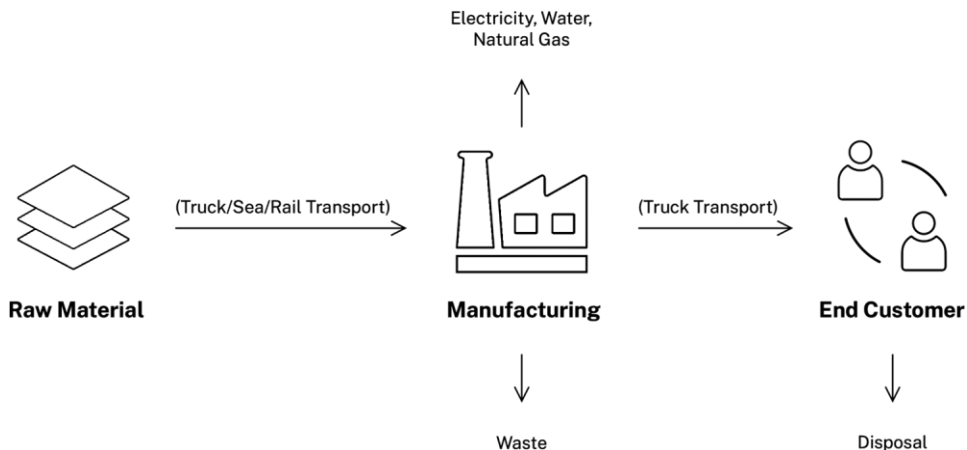 Electricity, Water,
Natural Gas
(Truck/Sea/Rail Transport)
(Truck Transport)
Raw Material
Manufacturing
End Customer
Waste
Disposal